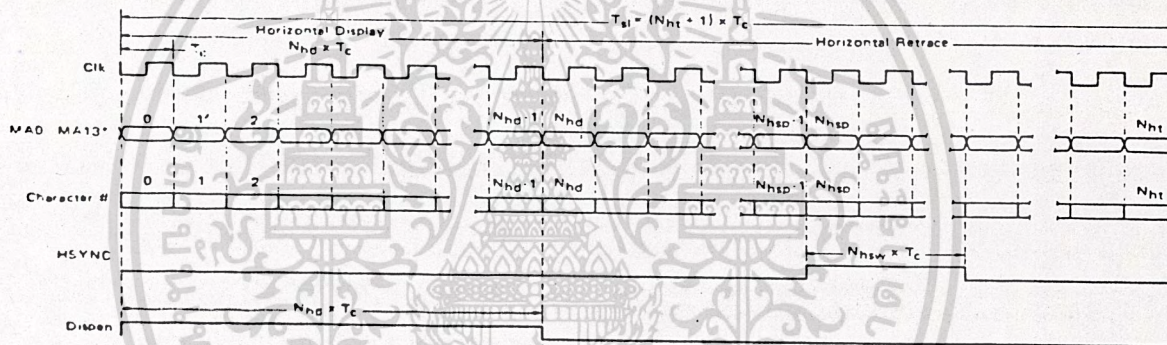 T_sl = (N_ht + 1) × T_c
Horizontal Display
N_hd × T_c
Horizontal Retrace
T_c
Clk
MA0 MA13*
0 1* 2 N_hd-1 N_hd N_hsp-1 N_hsp N_ht
Character #
0 1 2 N_hd-1 N_hd N_hsp-1 N_hsp N_ht
HSYNC
N_hsw × T_c
N_hd × T_c
Dispen